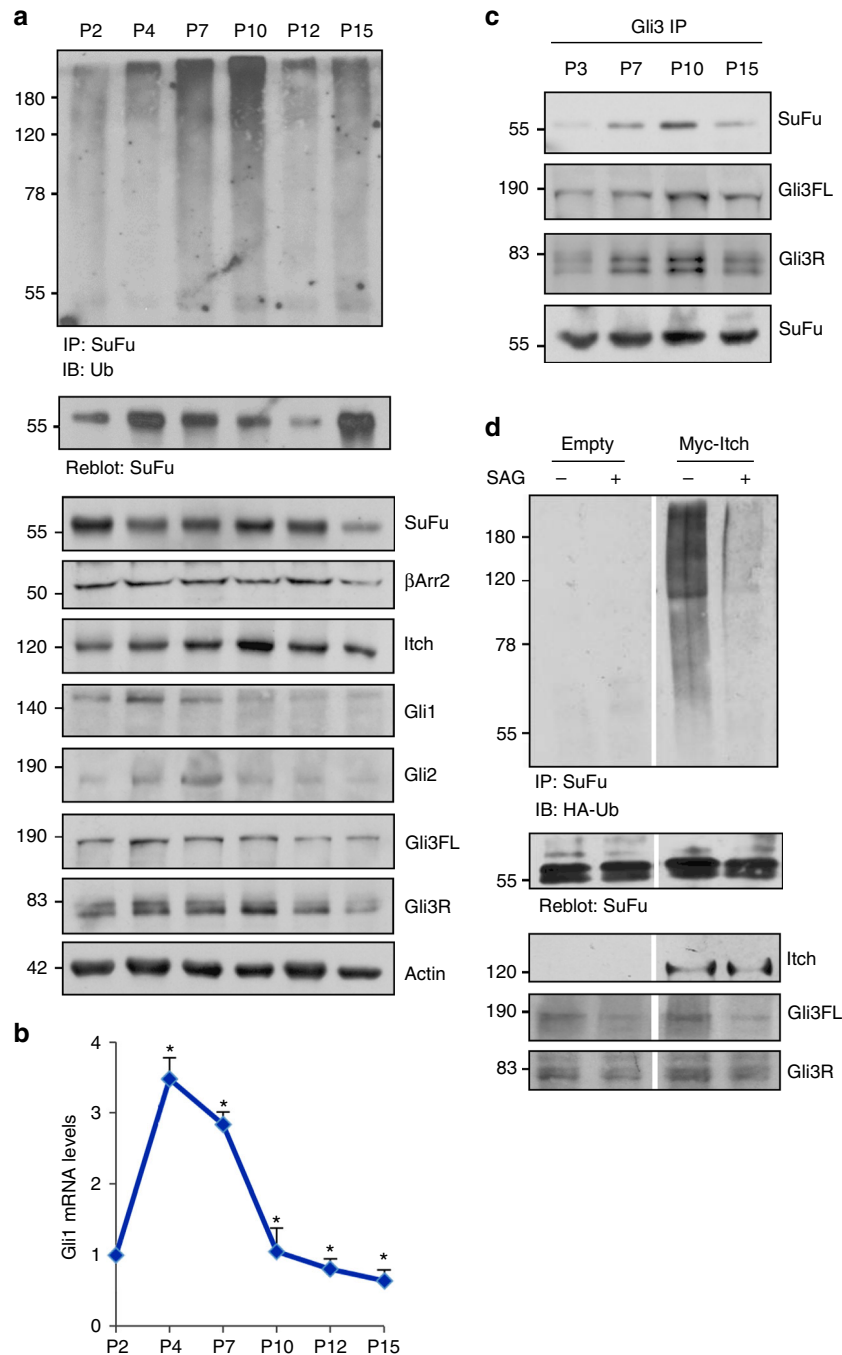 a
P2 P4 P7 P10 P12 P15
180
120
78
55
IP: SuFu
IB: Ub
55
Reblot: SuFu
55 SuFu
50 βArr2
120 Itch
140 Gli1
190 Gli2
190 Gli3FL
83 Gli3R
42 Actin
b
Gli1 mRNA levels
4
3
2
1
0
* * * * *
P2 P4 P7 P10 P12 P15
c
Gli3 IP
P3 P7 P10 P15
55 SuFu
190 Gli3FL
83 Gli3R
55 SuFu
d
Empty Myc-Itch
SAG – + – +
180
120
78
55
IP: SuFu
IB: HA-Ub
55
Reblot: SuFu
120 Itch
190 Gli3FL
83 Gli3R